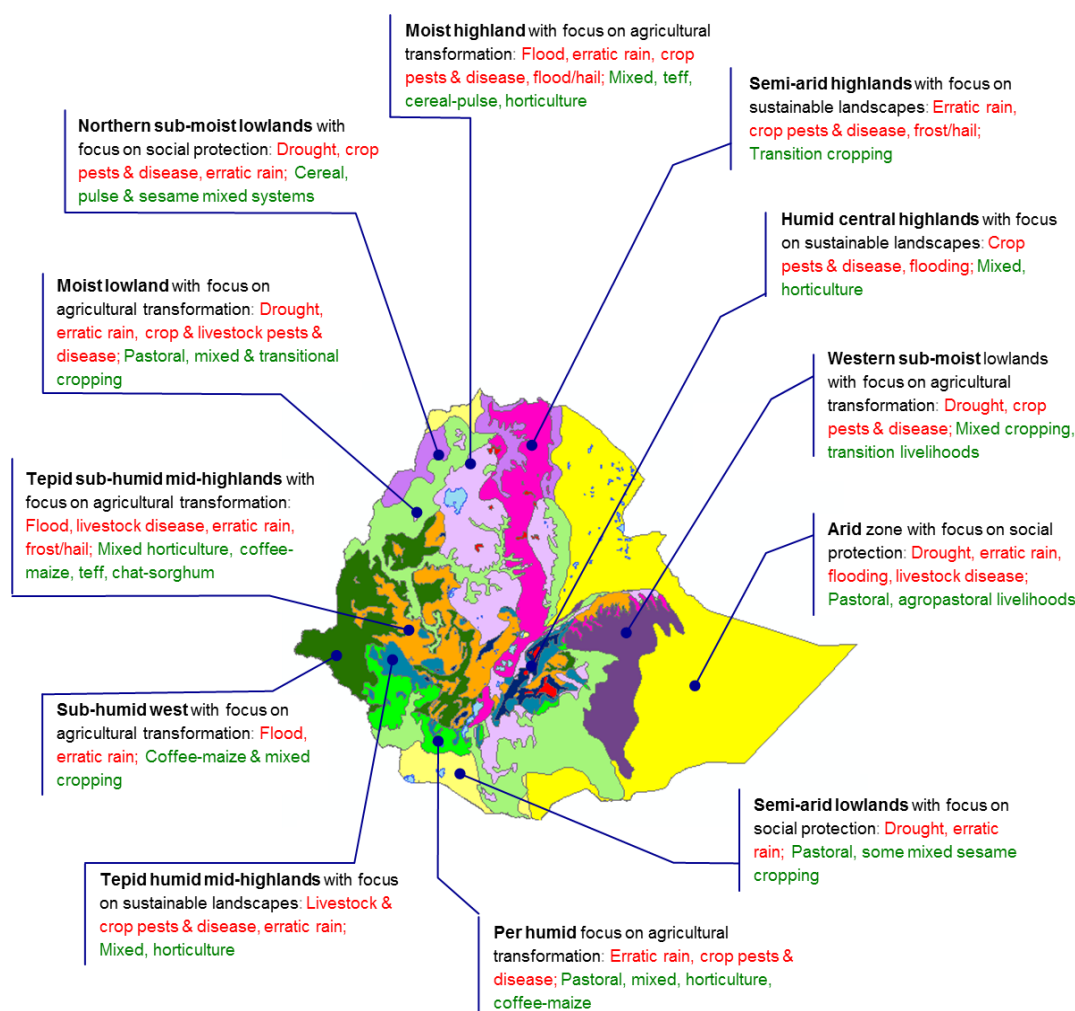 Moist highland with focus on agricultural
transformation: Flood, erratic rain, crop
pests & disease, flood/hail; Mixed, teff,
cereal-pulse, horticulture
Semi-arid highlands with focus on
sustainable landscapes: Erratic rain,
crop pests & disease, frost/hail;
Transition cropping
Northern sub-moist lowlands with
focus on social protection: Drought, crop
pests & disease, erratic rain; Cereal,
pulse & sesame mixed systems
Humid central highlands with focus
on sustainable landscapes: Crop
pests & disease, flooding; Mixed,
horticulture
Moist lowland with focus on
agricultural transformation: Drought,
erratic rain, crop & livestock pests &
disease; Pastoral, mixed & transitional
cropping
Western sub-moist lowlands
with focus on agricultural
transformation: Drought, crop
pests & disease; Mixed cropping,
transition livelihoods
Tepid sub-humid mid-highlands with
focus on agricultural transformation:
Flood, livestock disease, erratic rain,
frost/hail; Mixed horticulture, coffee-
maize, teff, chat-sorghum
Arid zone with focus on social
protection: Drought, erratic rain,
flooding, livestock disease;
Pastoral, agropastoral livelihoods
Sub-humid west with focus on
agricultural transformation: Flood,
erratic rain; Coffee-maize & mixed
cropping
Semi-arid lowlands with focus on
social protection: Drought, erratic
rain; Pastoral, some mixed sesame
cropping
Tepid humid mid-highlands with focus
on sustainable landscapes: Livestock &
crop pests & disease, erratic rain;
Mixed, horticulture
Per humid focus on agricultural
transformation: Erratic rain, crop pests &
disease; Pastoral, mixed, horticulture,
coffee-maize